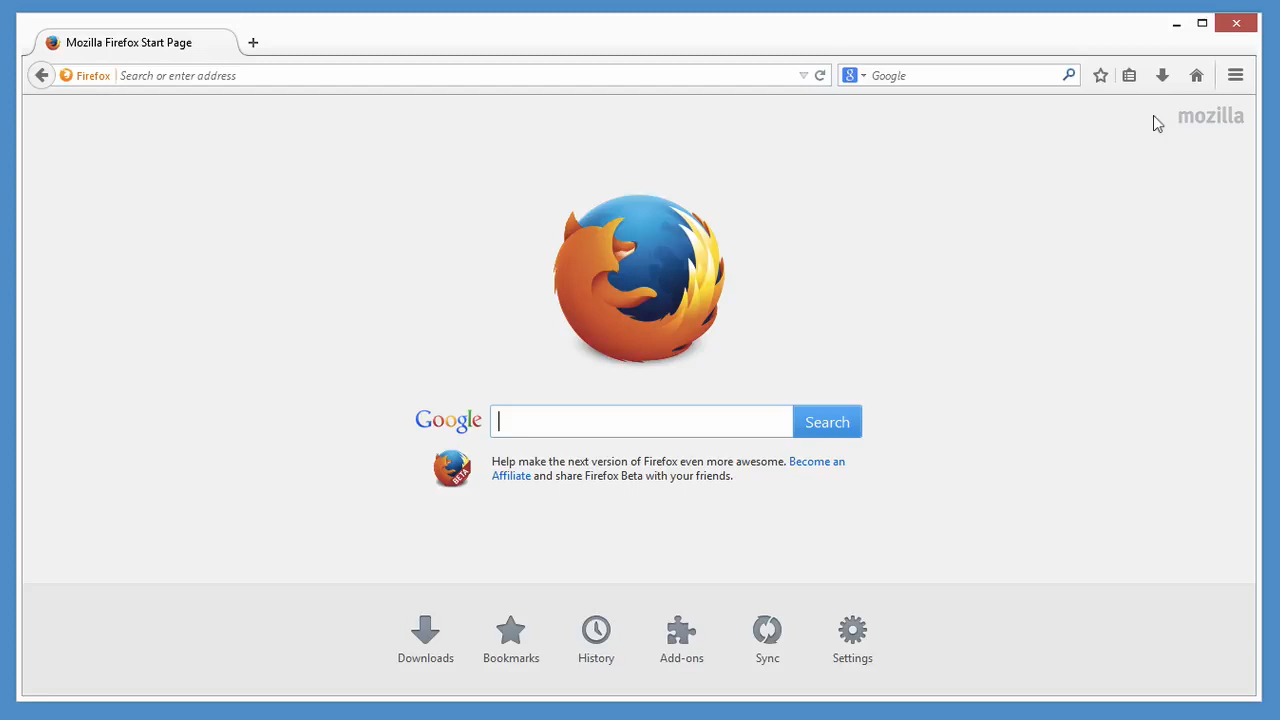 Mozilla Firefox Start Page
Firefox Search or enter address
8 Google
mozilla
Google Search
BETA
Help make the next version of Firefox even more awesome. Become an
Affiliate and share Firefox Beta with your friends.
Downloads Bookmarks History Add-ons Sync Settings